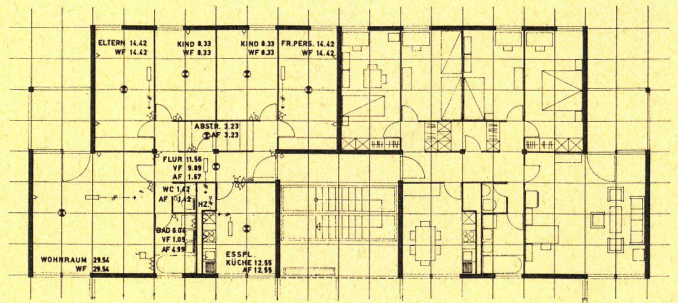 ELTERN 14.42
WF 14.42
KIND 8.33
WF 8.33
KIND 8.33
WF 8.33
FR.PERS. 14.42
WF 14.42
ABSTR. 3.23
AF 3.23
FLUR 11.56
VF 9.89
AF 1.67
WC 1.42
AF 1.42
HZ.
BAD 6.04
VF 1.05
AF 4.99
WOHNRAUM 29.54
WF 29.54
ESSPL.
KÜCHE 12.55
AF 12.55